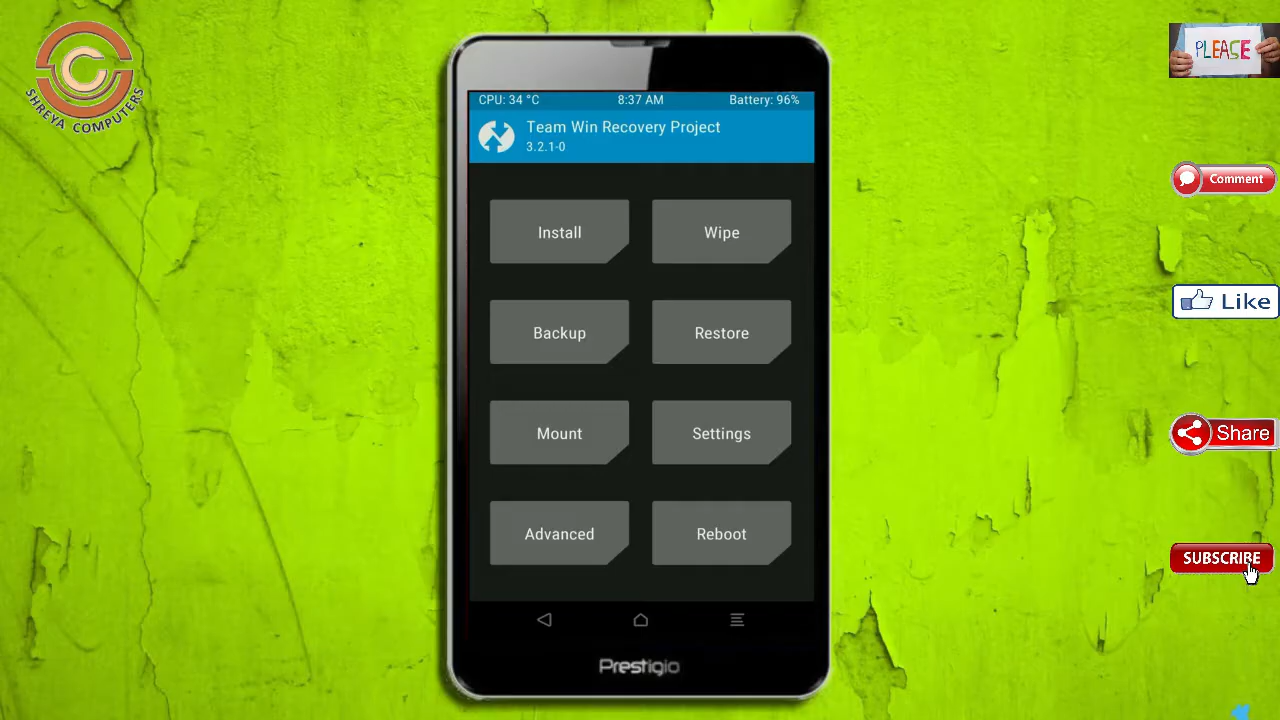 SHREYA COMPUTERS
PLEASE
CPU: 34 °C
8:37 AM
Battery: 96%
Team Win Recovery Project
3.2.1-0
Install
Wipe
Comment
Backup
Restore
Like
Mount
Settings
Share
Advanced
Reboot
SUBSCRIBE
Prestigio